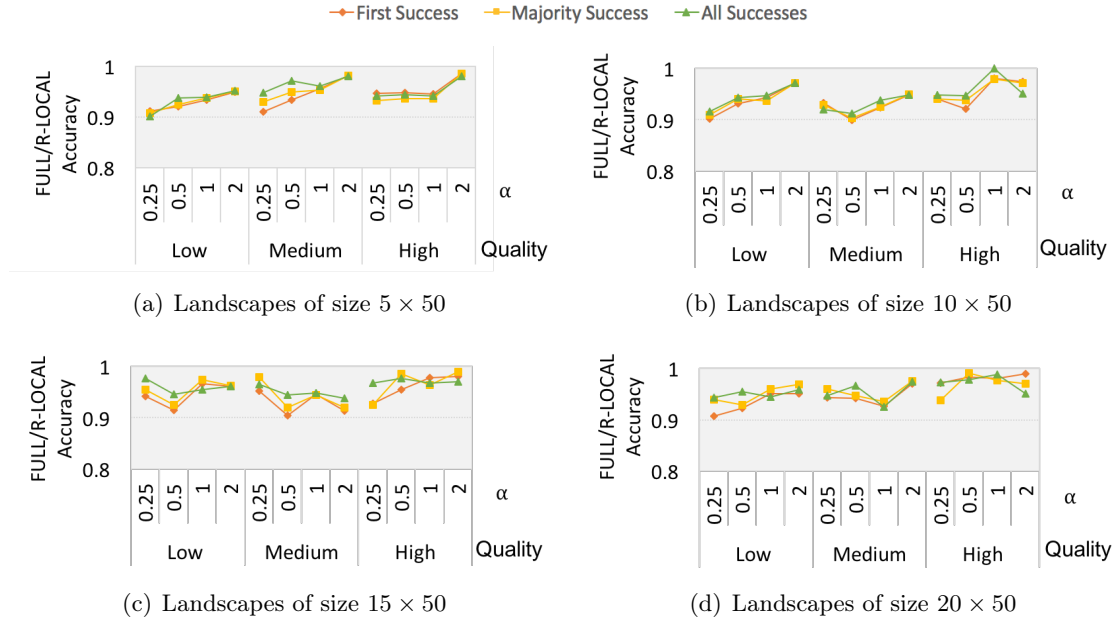 First Success Majority Success All Successes
FULL/R-LOCAL
Accuracy
1
0.9
0.8
0.25 0.5 1 2 0.25 0.5 1 2 0.25 0.5 1 2 α
Low Medium High Quality
(a) Landscapes of size 5 × 50
FULL/R-LOCAL
Accuracy
1
0.9
0.8
0.25 0.5 1 2 0.25 0.5 1 2 0.25 0.5 1 2 α
Low Medium High Quality
(b) Landscapes of size 10 × 50
FULL/R-LOCAL
Accuracy
1
0.9
0.8
0.25 0.5 1 2 0.25 0.5 1 2 0.25 0.5 1 2 α
Low Medium High Quality
(c) Landscapes of size 15 × 50
FULL/R-LOCAL
Accuracy
1
0.9
0.8
0.25 0.5 1 2 0.25 0.5 1 2 0.25 0.5 1 2 α
Low Medium High Quality
(d) Landscapes of size 20 × 50